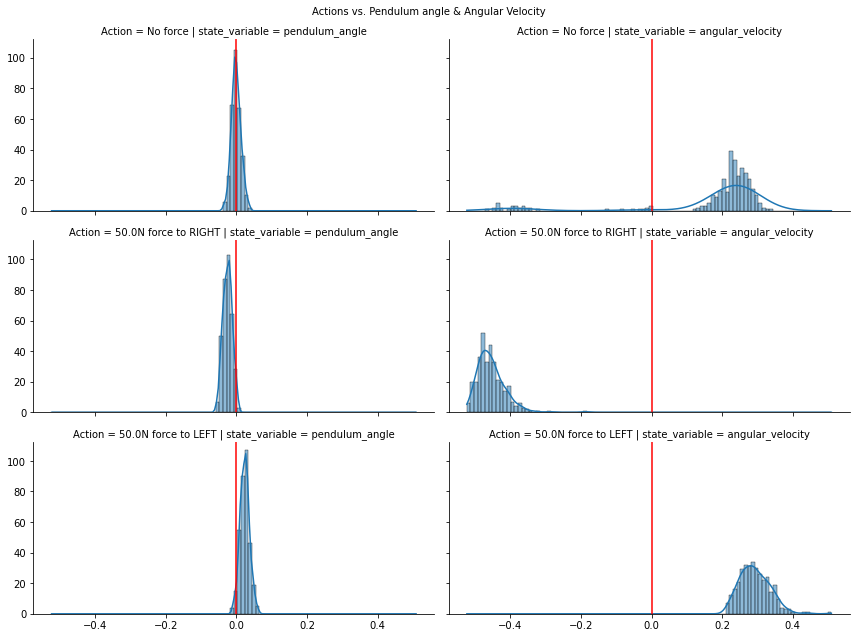 Actions vs. Pendulum angle & Angular Velocity
Action = No force | state_variable = pendulum_angle
Action = No force | state_variable = angular_velocity
100
80
60
40
20
0
Action = 50.0N force to RIGHT | state_variable = pendulum_angle
Action = 50.0N force to RIGHT | state_variable = angular_velocity
100
80
60
40
20
0
Action = 50.0N force to LEFT | state_variable = pendulum_angle
Action = 50.0N force to LEFT | state_variable = angular_velocity
100
80
60
40
20
0
−0.4 −0.2 0.0 0.2 0.4
−0.4 −0.2 0.0 0.2 0.4